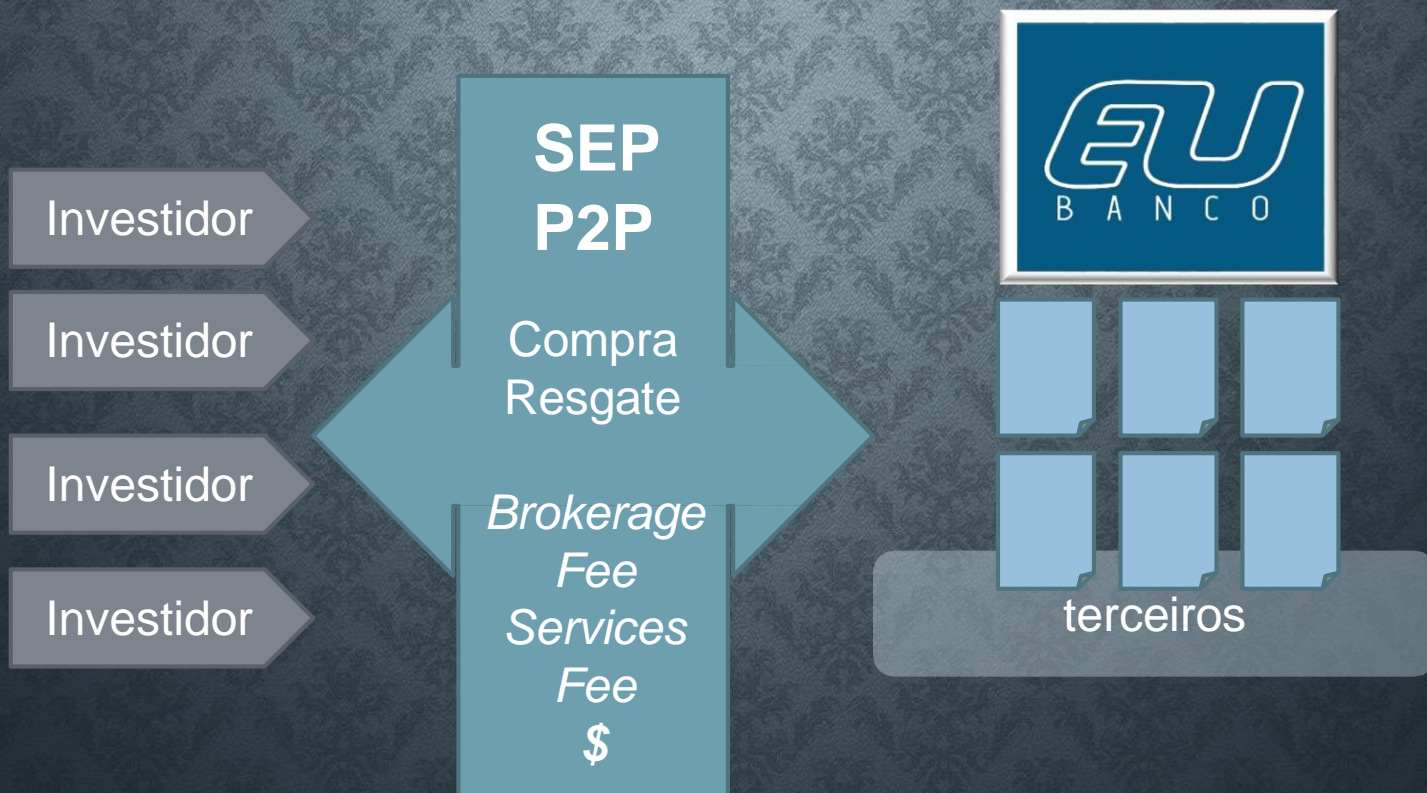 Investidor
Investidor
Investidor
Investidor
SEP
P2P
Compra
Resgate
Brokerage
Fee
Services
Fee
$
EU
BANCO
terceiros